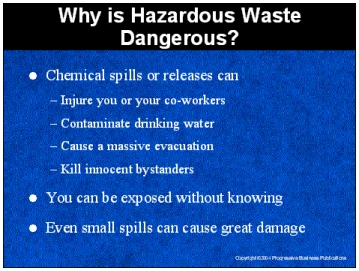 Why is Hazardous Waste
Dangerous?
● Chemical spills or releases can
– Injure you or your co-workers
– Contaminate drinking water
– Cause a massive evacuation
– Kill innocent bystanders
● You can be exposed without knowing
● Even small spills can cause great damage
Copyright ©2004 Progressive Business Publications